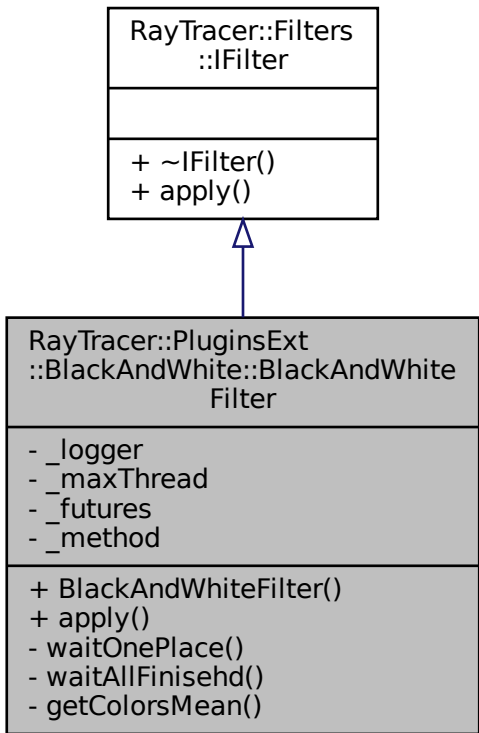 RayTracer::Filters
::IFilter
+ ~IFilter()
+ apply()
RayTracer::PluginsExt
::BlackAndWhite::BlackAndWhite
Filter
- _logger
- _maxThread
- _futures
- _method
+ BlackAndWhiteFilter()
+ apply()
- waitOnePlace()
- waitAllFinisehd()
- getColorsMean()